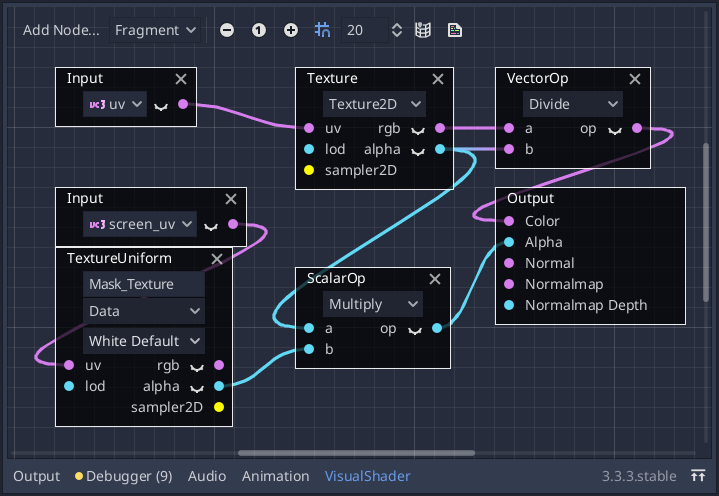 Add Node... Fragment 20
Input
uv
Texture
Texture2D
uv rgb
lod alpha
sampler2D
VectorOp
Divide
a op
b
Input
screen_uv
TextureUniform
Mask_Texture
Data
White Default
uv rgb
lod alpha
sampler2D
ScalarOp
Multiply
a op
b
Output
Color
Alpha
Normal
Normalmap
Normalmap Depth
Output Debugger (9) Audio Animation VisualShader 3.3.3.stable